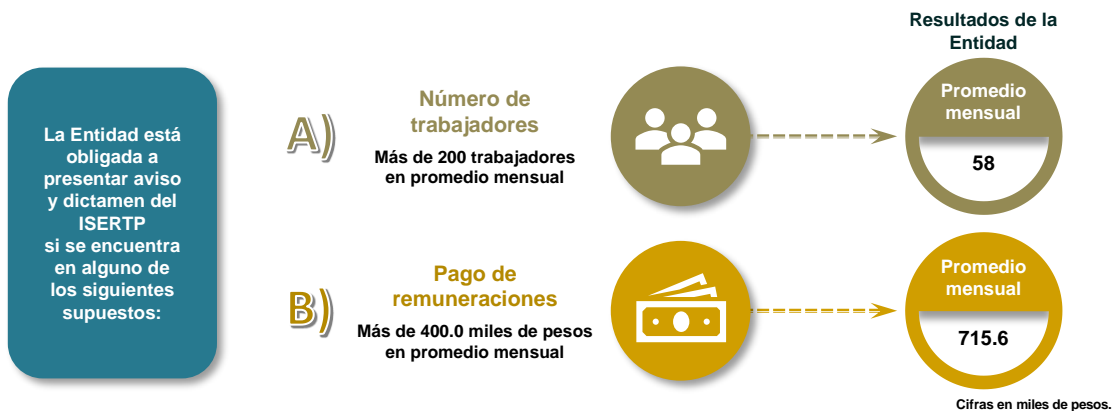 Resultados de la
Entidad
La Entidad está
obligada a
presentar aviso
y dictamen del
ISERTP
si se encuentra
en alguno de
los siguientes
supuestos:
A)
Número de
trabajadores
Más de 200 trabajadores
en promedio mensual
Promedio
mensual
58
B)
Pago de
remuneraciones
Más de 400.0 miles de pesos
en promedio mensual
Promedio
mensual
715.6
Cifras en miles de pesos.